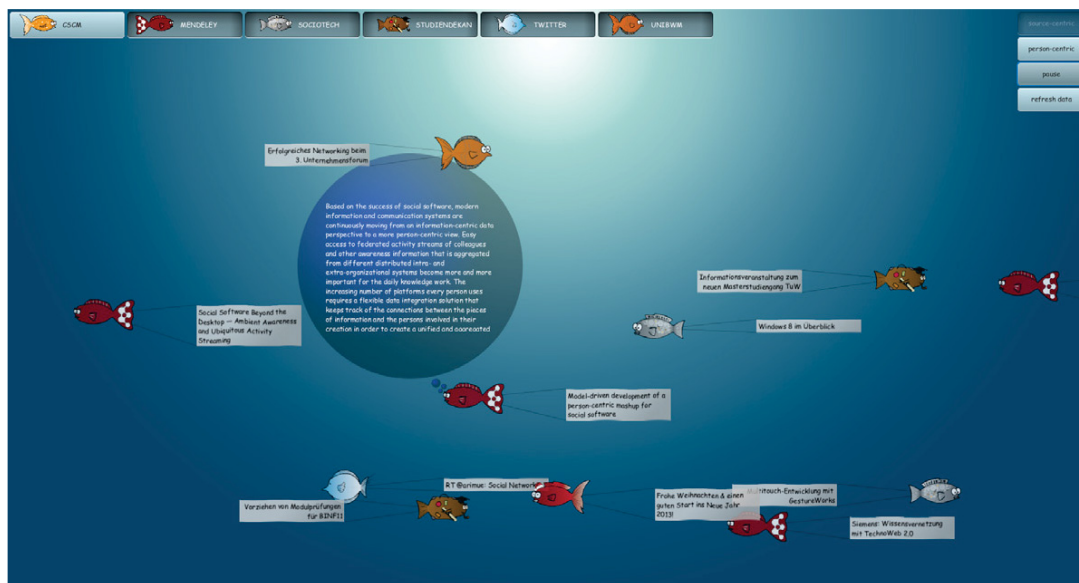 CSCM
MENDELEY
SOCIOTECH
STUDIENDEKAN
TWITTER
UNIBWM
source-centric
person-centric
pause
refresh data
Erfolgreiches Networking beim
3. Unternehmensforum
Based on the success of social software, modern
information and communication systems are
continuously moving from an information-centric data
perspective to a more person-centric view. Easy
access to federated activity streams of colleagues
and other awareness information that is aggregated
from different distributed intra- and
extra-organizational systems become more and more
important for the daily knowledge work. The
increasing number of platforms every person uses
requires a flexible data integration solution that
keeps track of the connections between the pieces
of information and the persons involved in their
creation in order to create a unified and aggregated
Informationsveranstaltung zum
neuen Masterstudiengang TuW
Social Software Beyond the
Desktop — Ambient Awareness
and Ubiquitous Activity
Streaming
Windows 8 im Überblick
Model-driven development of a
person-centric mashup for
social software
RT @arimue: Social Network
Vorziehen von Modulprüfungen
für BINF11
Frohe Weihnachten & einen
guten Start ins Neue Jahr
2013!
Multitouch-Entwicklung mit
GestureWorks
Siemens: Wissensvernetzung
mit TechnoWeb 2.0